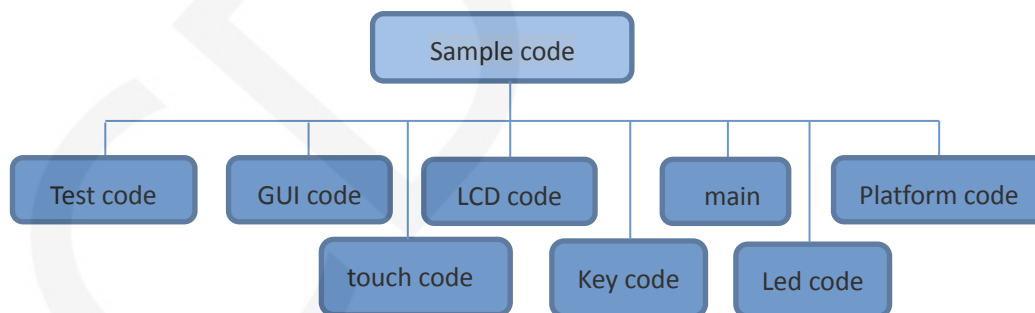 Sample code
Test code
GUI code
LCD code
main
Platform code
touch code
Key code
Led code